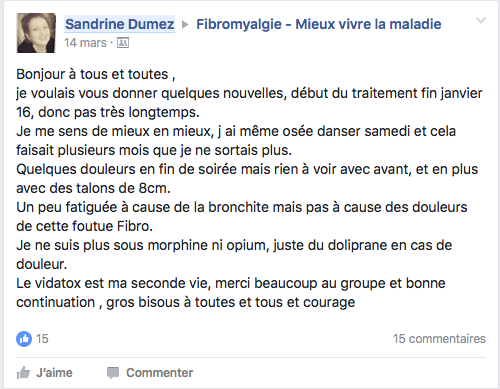 Sandrine Dumez ▸ Fibromyalgie - Mieux vivre la maladie
14 mars ·
Bonjour à tous et toutes ,
je voulais vous donner quelques nouvelles, début du traitement fin janvier
16, donc pas très longtemps.
Je me sens de mieux en mieux, j ai même osée danser samedi et cela
faisait plusieurs mois que je ne sortais plus.
Quelques douleurs en fin de soirée mais rien à voir avec avant, et en plus
avec des talons de 8cm.
Un peu fatiguée à cause de la bronchite mais pas à cause des douleurs
de cette foutue Fibro.
Je ne suis plus sous morphine ni opium, juste du doliprane en cas de
douleur.
Le vidatox est ma seconde vie, merci beaucoup au groupe et bonne
continuation , gros bisous à toutes et tous et courage
15
15 commentaires
J'aime
Commenter